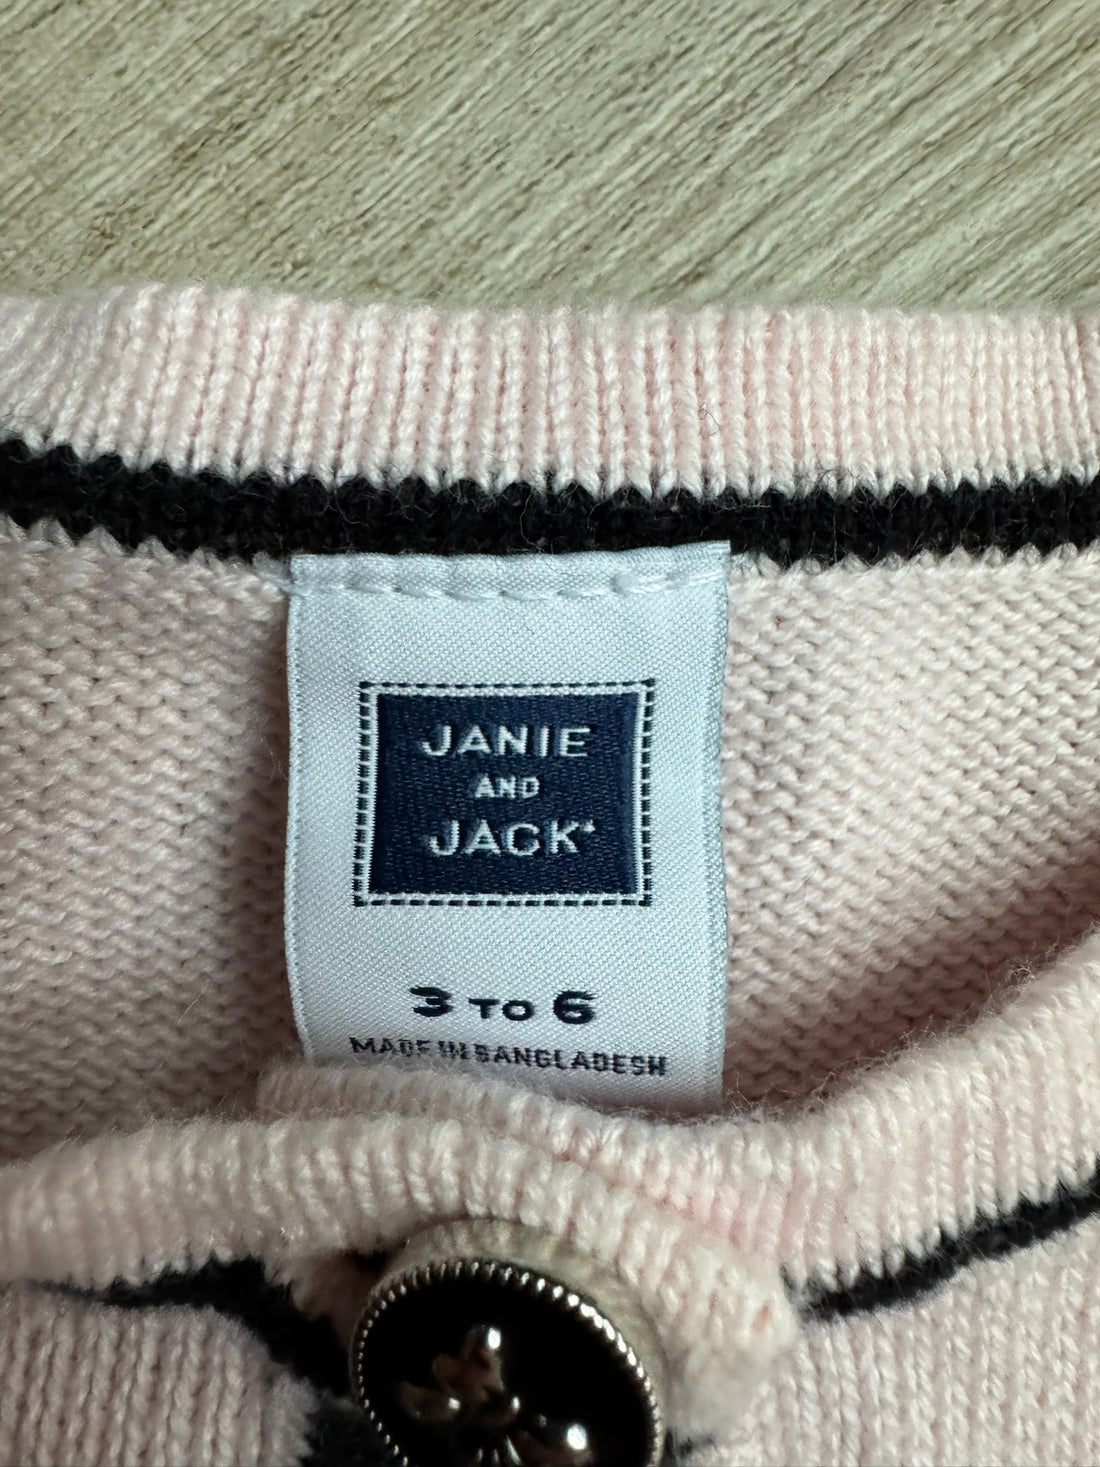 JANIE
AND
JACK
3 TO 6
MADE IN BANGLADESH